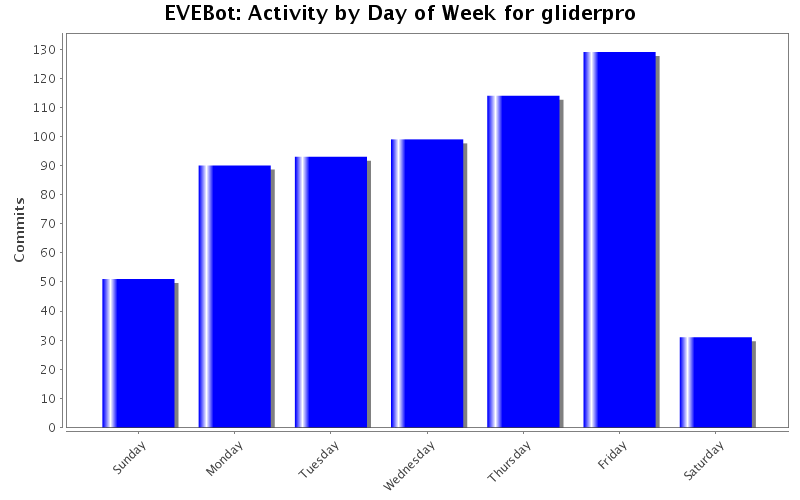 EVEBot: Activity by Day of Week for gliderpro
130
120
110
100
90
80
70
60
50
40
30
20
10
0
Commits
Sunday
Monday
Tuesday
Wednesday
Thursday
Friday
Saturday